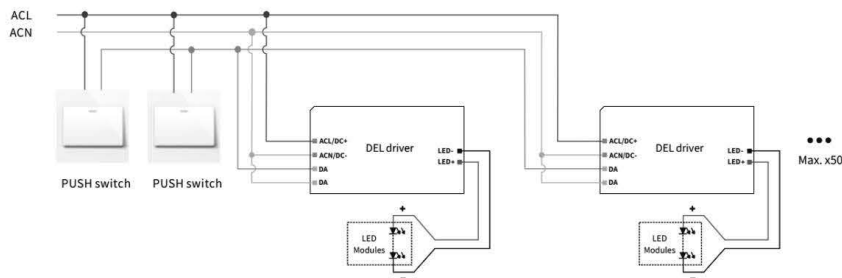 ACL
ACN
PUSH switch
PUSH switch
ACL/DC+
ACN/DC-
DA
DA
DEL driver
LED-
LED+
+
LED
Modules
−
ACL/DC+
ACN/DC-
DA
DA
DEL driver
LED-
LED+
+
LED
Modules
−
•••
Max. x50